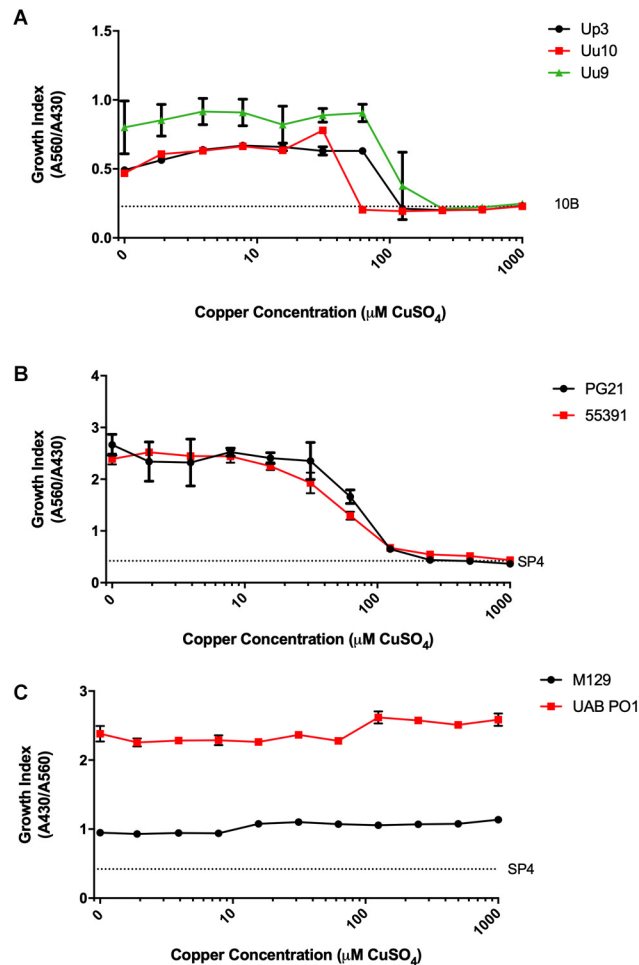 A
Up3
Uu10
Uu9
Growth Index
(A560/A430)
1.5
1.0
0.5
0.0
10B
0 10 100 1000
Copper Concentration (μM CuSO₄)
B
PG21
55391
Growth Index
(A560/A430)
4
3
2
1
0
SP4
0 10 100 1000
Copper Concentration (μM CuSO₄)
C
M129
UAB PO1
Growth Index
(A430/A560)
3
2
1
0
SP4
0 10 100 1000
Copper Concentration (μM CuSO₄)